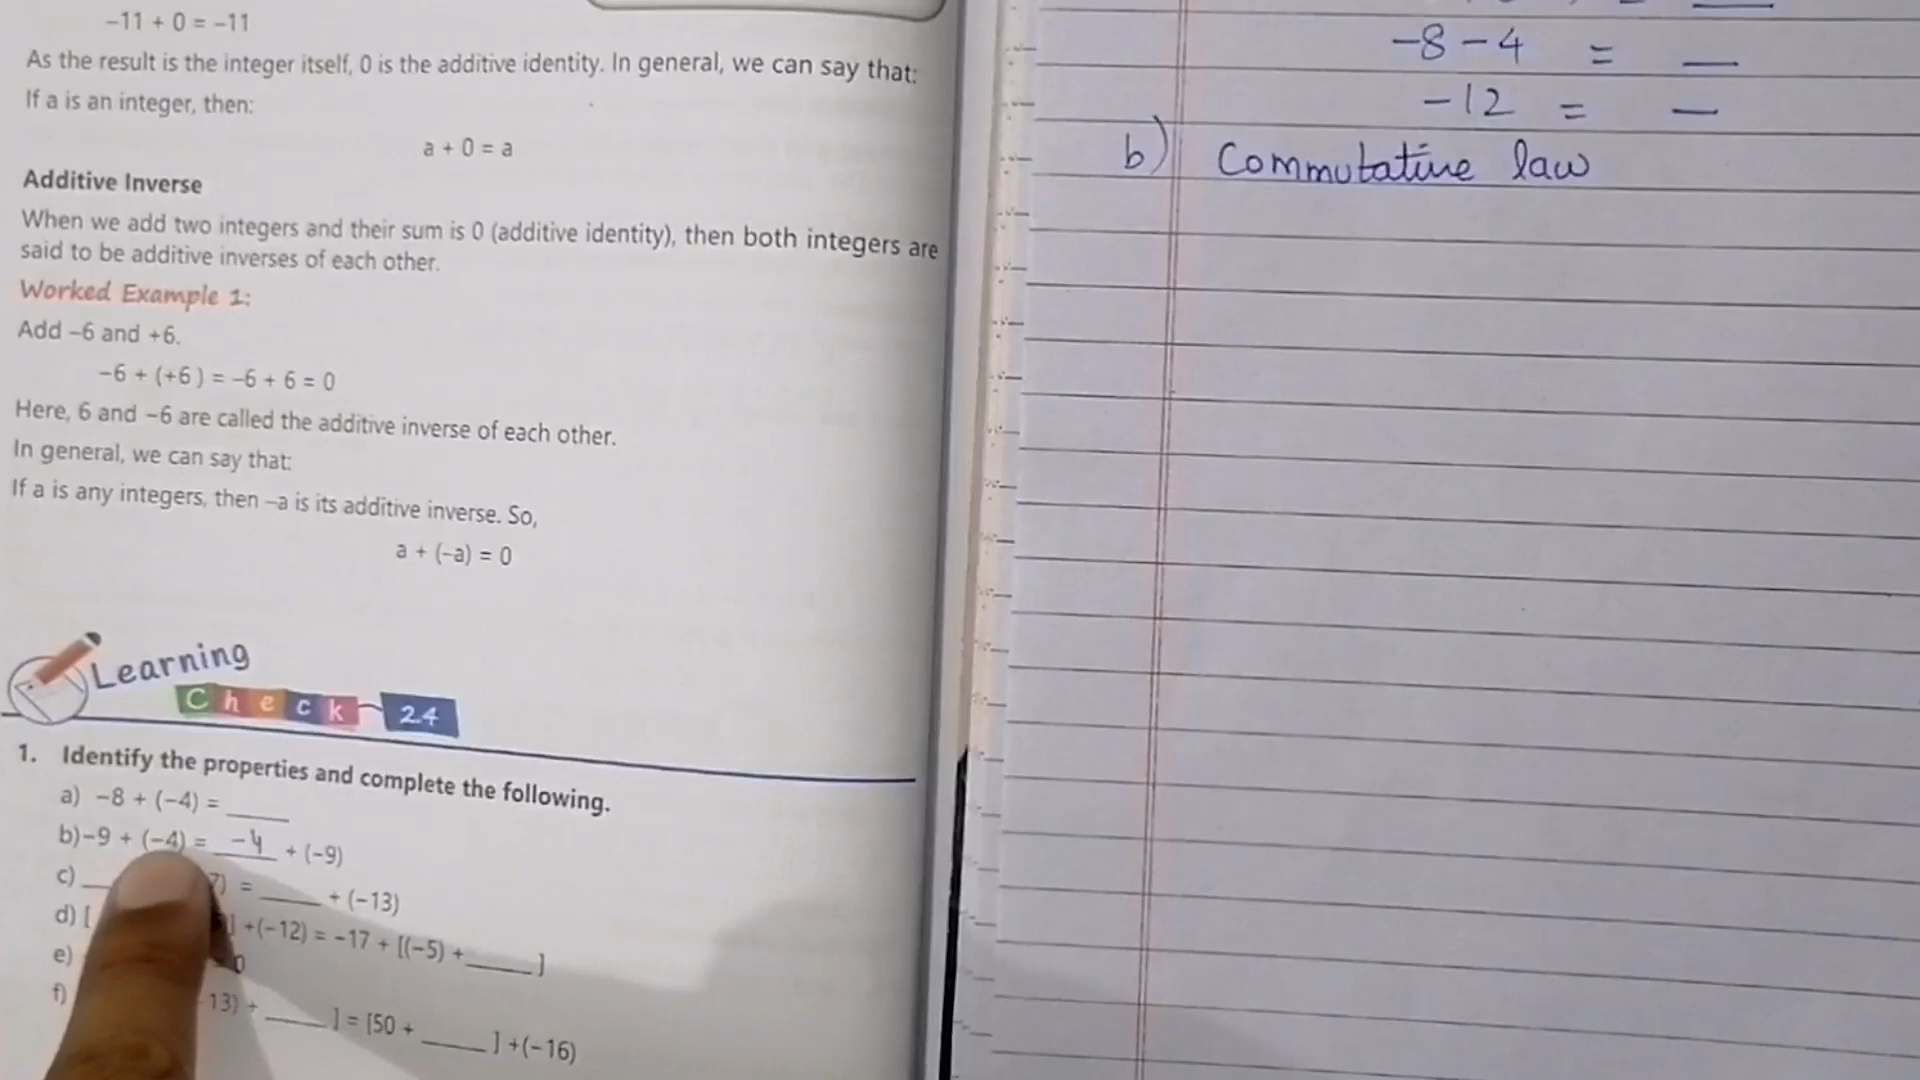 -11 + 0 = -11
As the result is the integer itself, 0 is the additive identity. In general, we can say that:
If a is an integer, then:
a + 0 = a
Additive Inverse
When we add two integers and their sum is 0 (additive identity), then both integers are
said to be additive inverses of each other.
Worked Example 1:
Add -6 and +6.
-6 + (+6) = -6 + 6 = 0
Here, 6 and -6 are called the additive inverse of each other.
In general, we can say that:
If a is any integers, then -a is its additive inverse. So,
a + (-a) = 0
Learning
Check 2.4
1. Identify the properties and complete the following.
a) -8 + (-4) = ____
b) -9 + (-4) = -4 + (-9)
c) __ 7) = ____ + (-13)
d) [ ] +(-12) = -17 + [(-5) + ____ ]
e) 0
f) 13) + ____ ] = [50 + ____ ] +(-16)
-8 - 4 = __
-12 = __
b) Commutative law